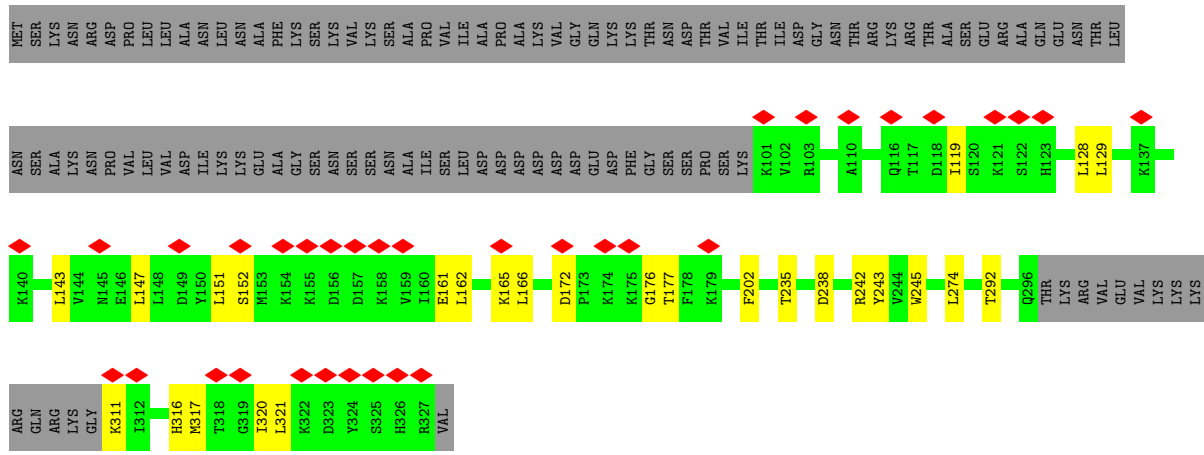 MET SER LYS ASN ARG ASP PRO LEU LEU ALA ASN LEU ASN ALA PHE LYS SER LYS VAL LYS SER ALA PRO VAL ILE ALA PRO ALA LYS VAL GLY GLN LYS LYS THR ASN ASP THR VAL ILE THR ILE ASP GLY ASN THR ARG LYS ARG THR ALA SER GLU ARG ALA GLN GLU ASN THR LEU
ASN SER ALA LYS ASN PRO VAL LEU VAL ASP ILE LYS LYS GLU ALA GLY SER ASN SER SER ASN ALA ILE SER LEU ASP ASP ASP ASP ASP ASP GLU ASP PHE GLY SER SER PRO SER LYS K101 V102 R103 A110 Q116 T117 D118 I119 S120 K121 S122 H123 L128 L129 K137
K140 L143 V144 N145 E146 L147 L148 D149 Y150 L151 S152 M153 K154 K155 D156 D157 K158 V159 I160 E161 L162 K165 L166 D172 P173 K174 K175 G176 T177 F178 K179 F202 T235 D238 R242 Y243 V244 W245 L274 T292 Q296 THR LYS ARG VAL GLU VAL LYS LYS LYS
ARG GLN ARG LYS GLY K311 I312 H316 M317 T318 G319 I320 L321 K322 D323 Y324 S325 H326 R327 VAL